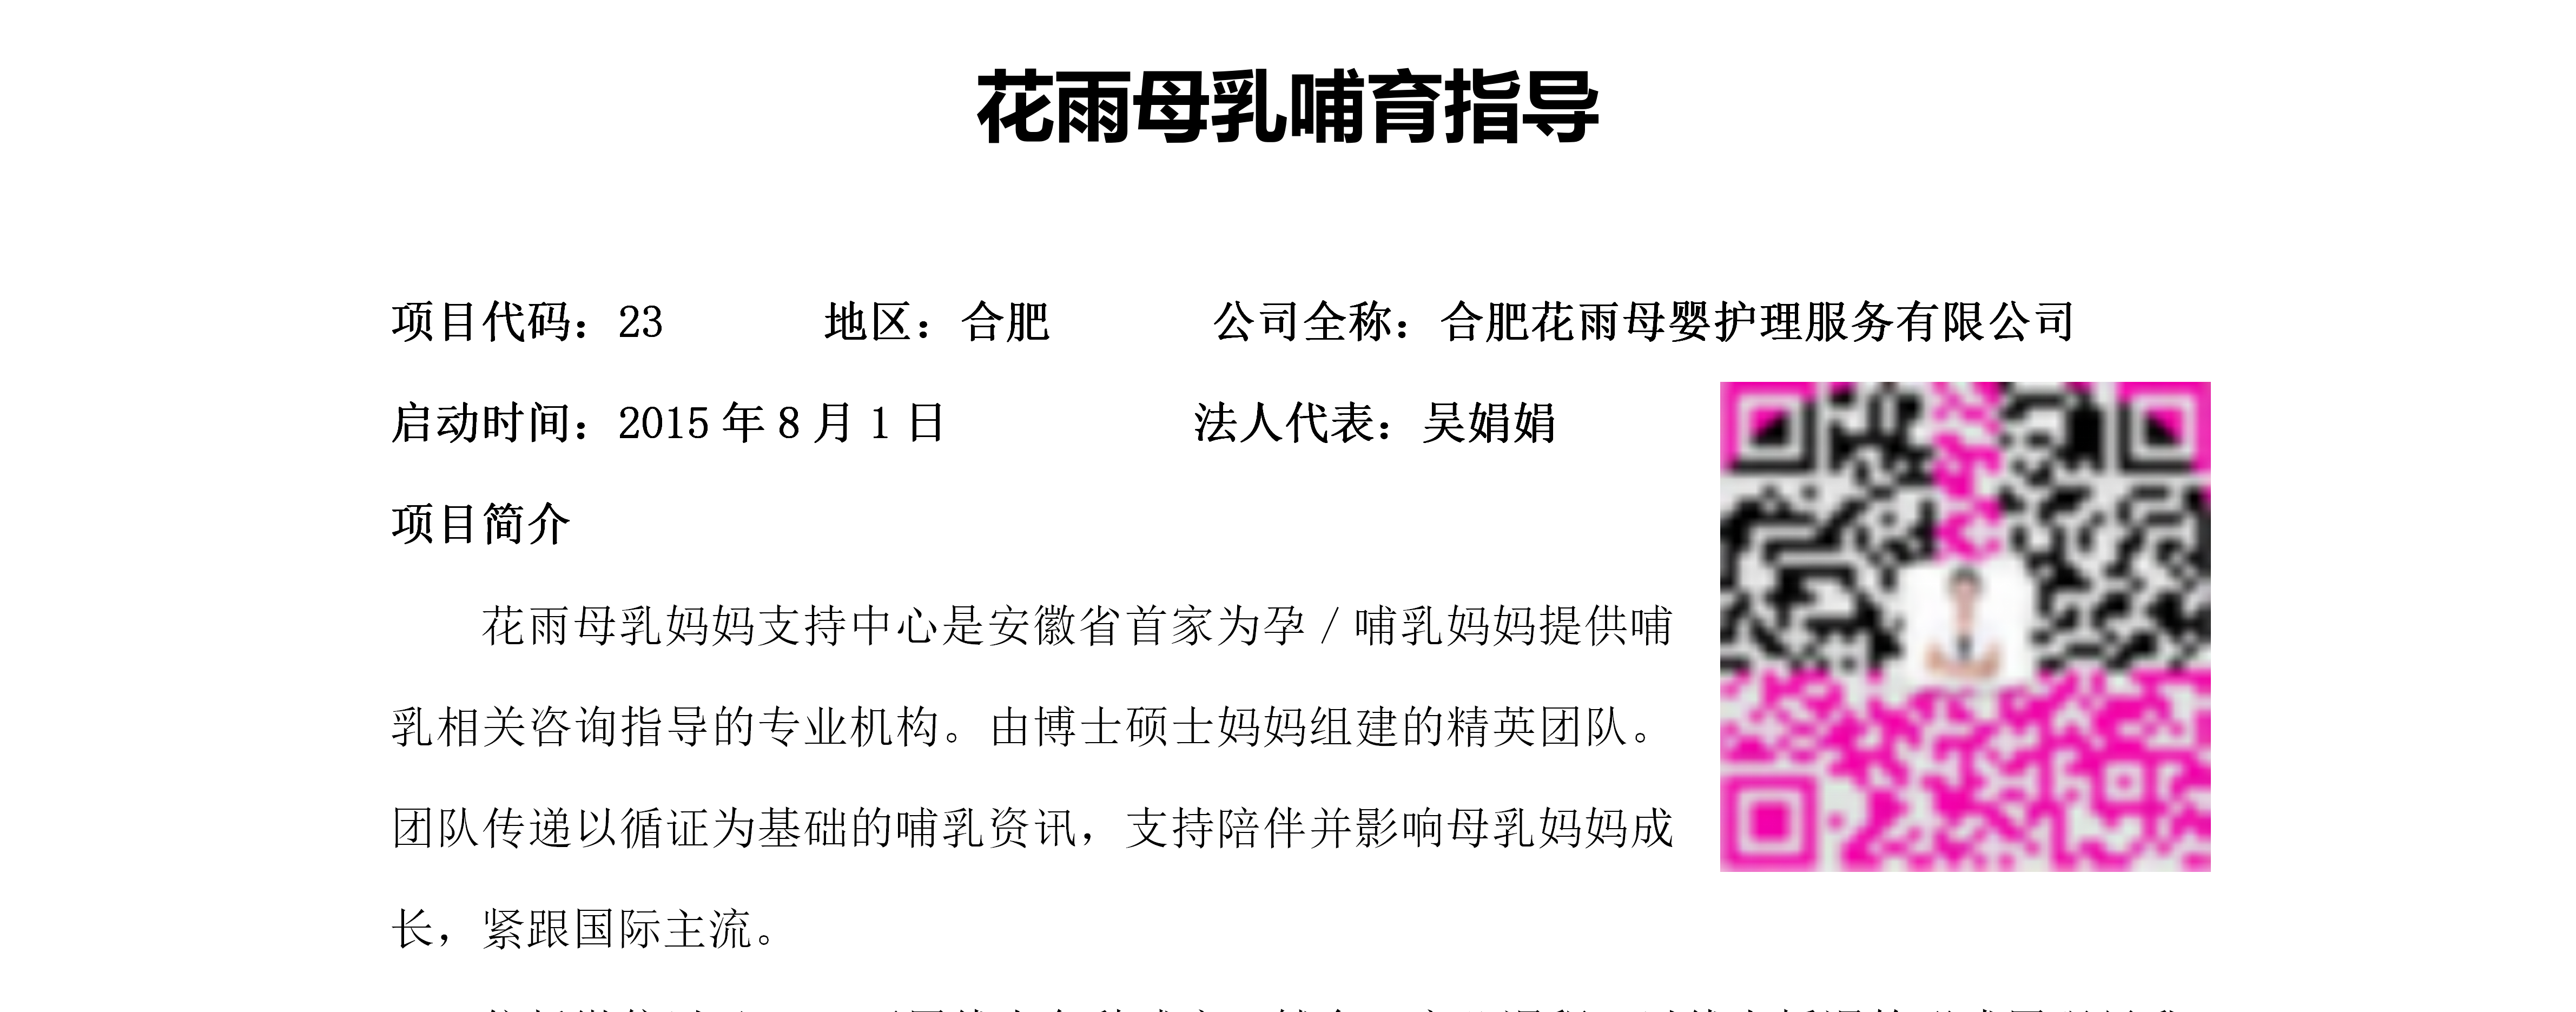 花雨母乳哺育指导
项目代码：23 地区：合肥 公司全称：合肥花雨母婴护理服务有限公司
启动时间：2015 年 8 月 1 日 法人代表：吴娟娟
项目简介
花雨母乳妈妈支持中心是安徽省首家为孕／哺乳妈妈提供哺
乳相关咨询指导的专业机构。由博士硕士妈妈组建的精英团队。
团队传递以循证为基础的哺乳资讯，支持陪伴并影响母乳妈妈成
长，紧跟国际主流。